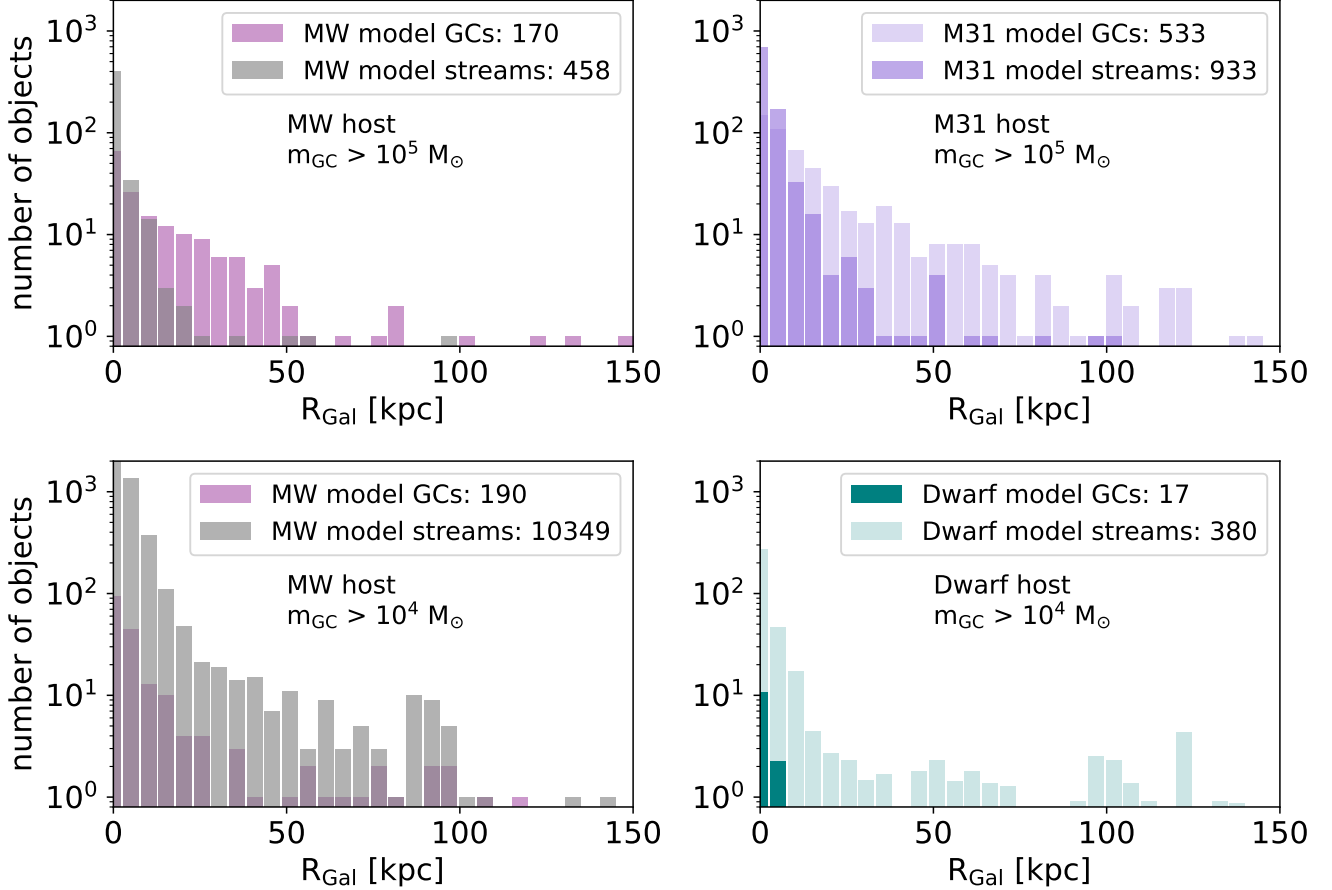 number of objects
10³
10²
10¹
10⁰
MW model GCs: 170
MW model streams: 458
MW host
m_GC > 10⁵ M_⊙
0 50 100 150
R_Gal [kpc]
10³
10²
10¹
10⁰
M31 model GCs: 533
M31 model streams: 933
M31 host
m_GC > 10⁵ M_⊙
0 50 100 150
R_Gal [kpc]
number of objects
10³
10²
10¹
10⁰
MW model GCs: 190
MW model streams: 10349
MW host
m_GC > 10⁴ M_⊙
0 50 100 150
R_Gal [kpc]
10³
10²
10¹
10⁰
Dwarf model GCs: 17
Dwarf model streams: 380
Dwarf host
m_GC > 10⁴ M_⊙
0 50 100 150
R_Gal [kpc]